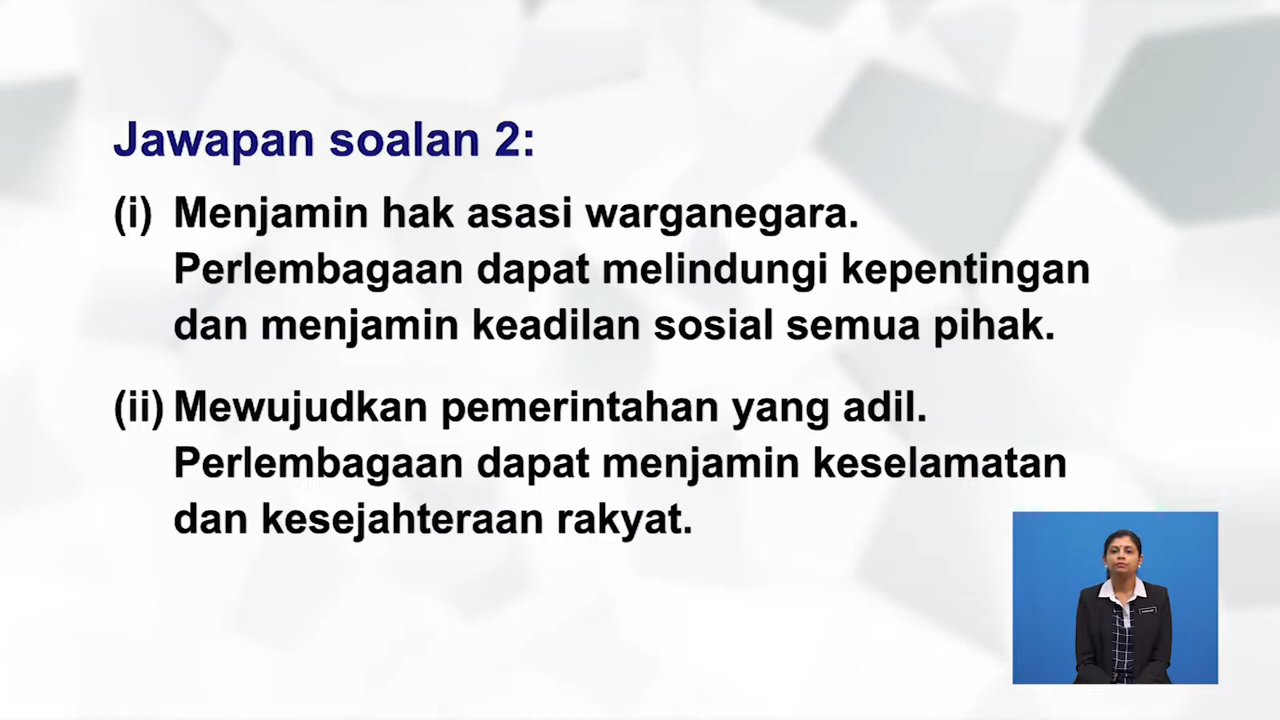 Jawapan soalan 2:
(i) Menjamin hak asasi warganegara.
Perlembagaan dapat melindungi kepentingan
dan menjamin keadilan sosial semua pihak.
(ii) Mewujudkan pemerintahan yang adil.
Perlembagaan dapat menjamin keselamatan
dan kesejahteraan rakyat.